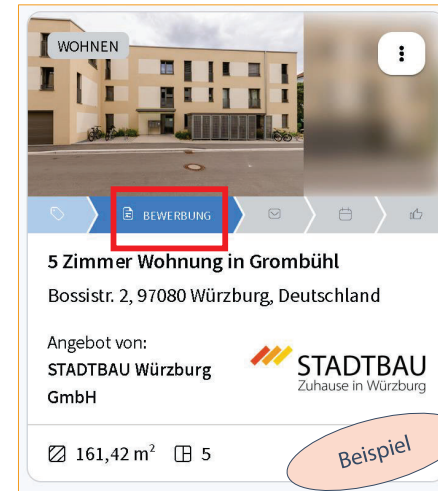 WOHNEN
BEWERBUNG
5 Zimmer Wohnung in Grombühl
Bossistr. 2, 97080 Würzburg, Deutschland
Angebot von:
STADTBAU Würzburg
GmbH
STADTBAU
Zuhause in Würzburg
161,42 m² 5
Beispiel